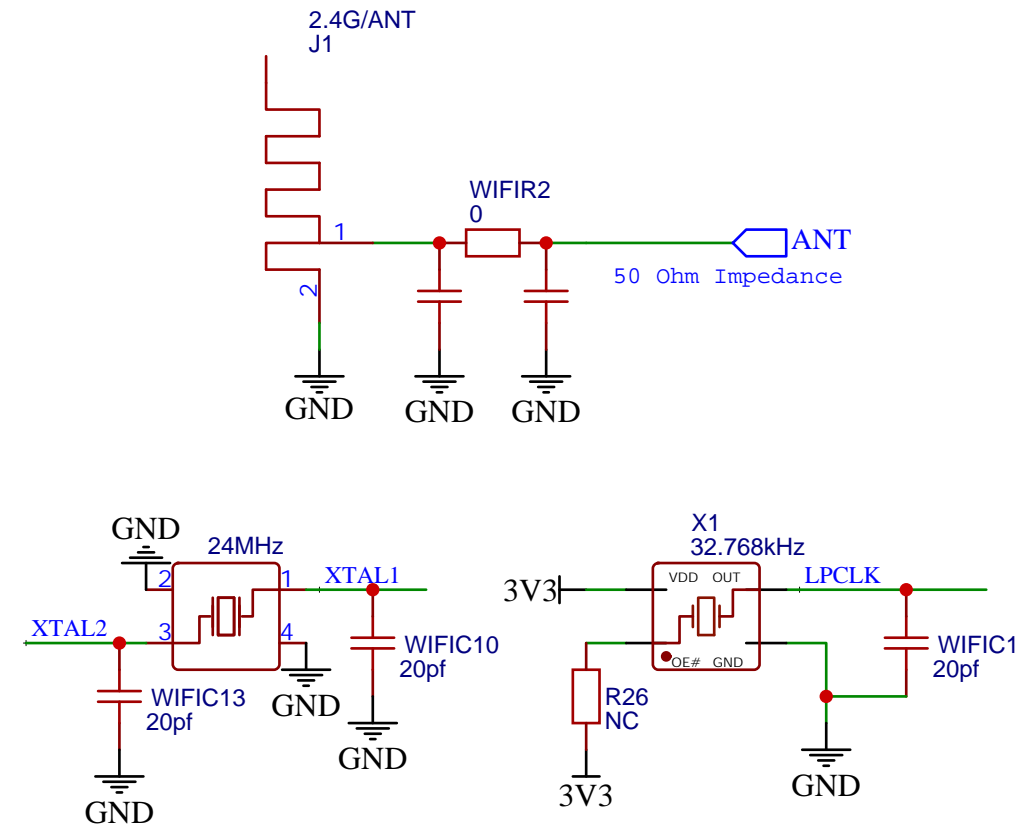 2.4G/ANT
J1
1
2
WIFIR2
0
ANT
50 Ohm Impedance
GND
GND
GND
GND
24MHz
2
1
XTAL1
XTAL2
3
4
WIFIC10
20pf
WIFIC13
20pf
GND
GND
GND
X1
32.768kHz
3V3
VDD OUT
LPCLK
OE# GND
WIFIC1
20pf
R26
NC
3V3
GND